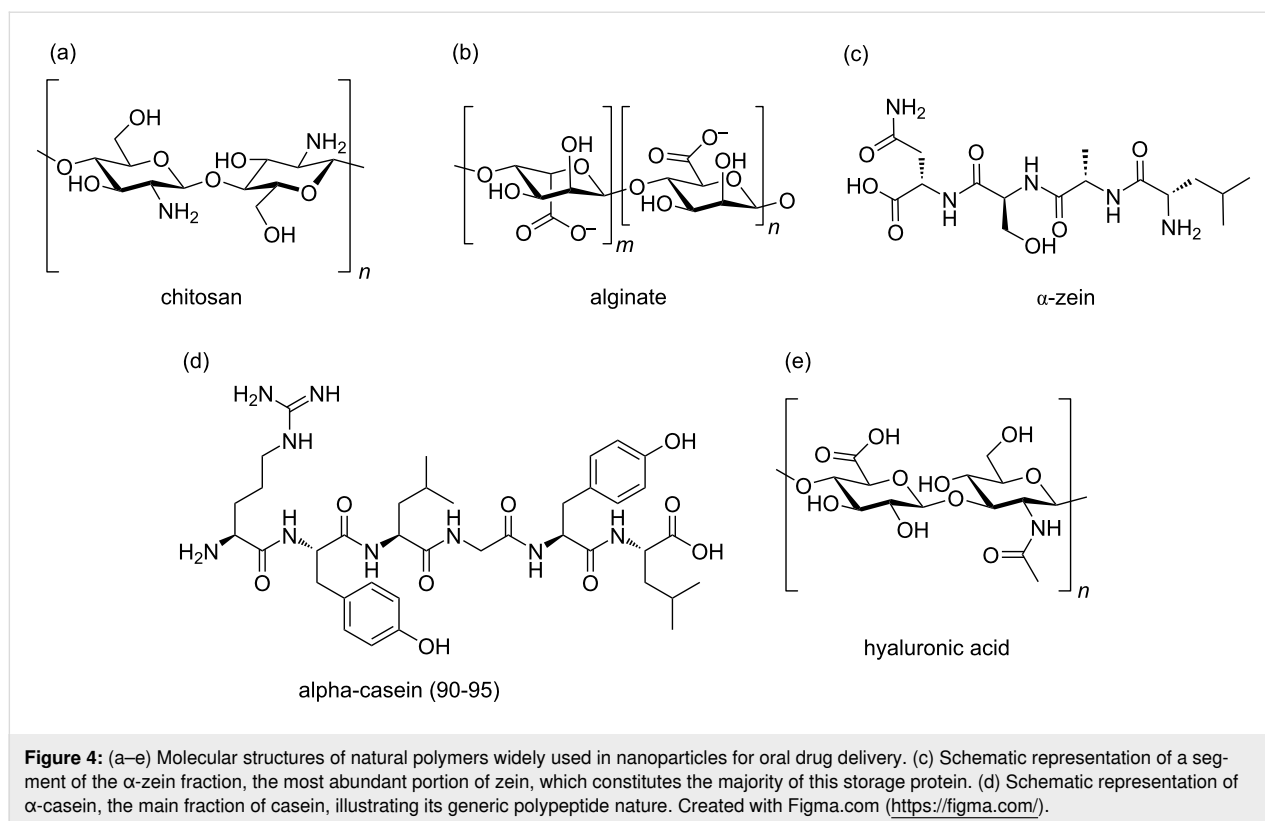 (a)
OH
NH2
O
O
HO
O
HO
NH2
O
OH
n
chitosan
(b)
O–
OH
O
OH
O
O
HO
O
O
HO
O
O
O–
m
n
alginate
(c)
NH2
O
O
H
N
O
HO
N
H
O
N
H
NH2
O
OH
α-zein
(d)
H2N
NH
NH
OH
H
N
O
H
N
O
H
N
O
H2N
O
N
H
O
N
H
O
OH
OH
alpha-casein (90-95)
(e)
OH
O
OH
O
O
O
HO
HO
O
OH
NH
O
n
hyaluronic acid
Figure 4: (a–e) Molecular structures of natural polymers widely used in nanoparticles for oral drug delivery. (c) Schematic representation of a seg-
ment of the α-zein fraction, the most abundant portion of zein, which constitutes the majority of this storage protein. (d) Schematic representation of
α-casein, the main fraction of casein, illustrating its generic polypeptide nature. Created with Figma.com (https://figma.com/).